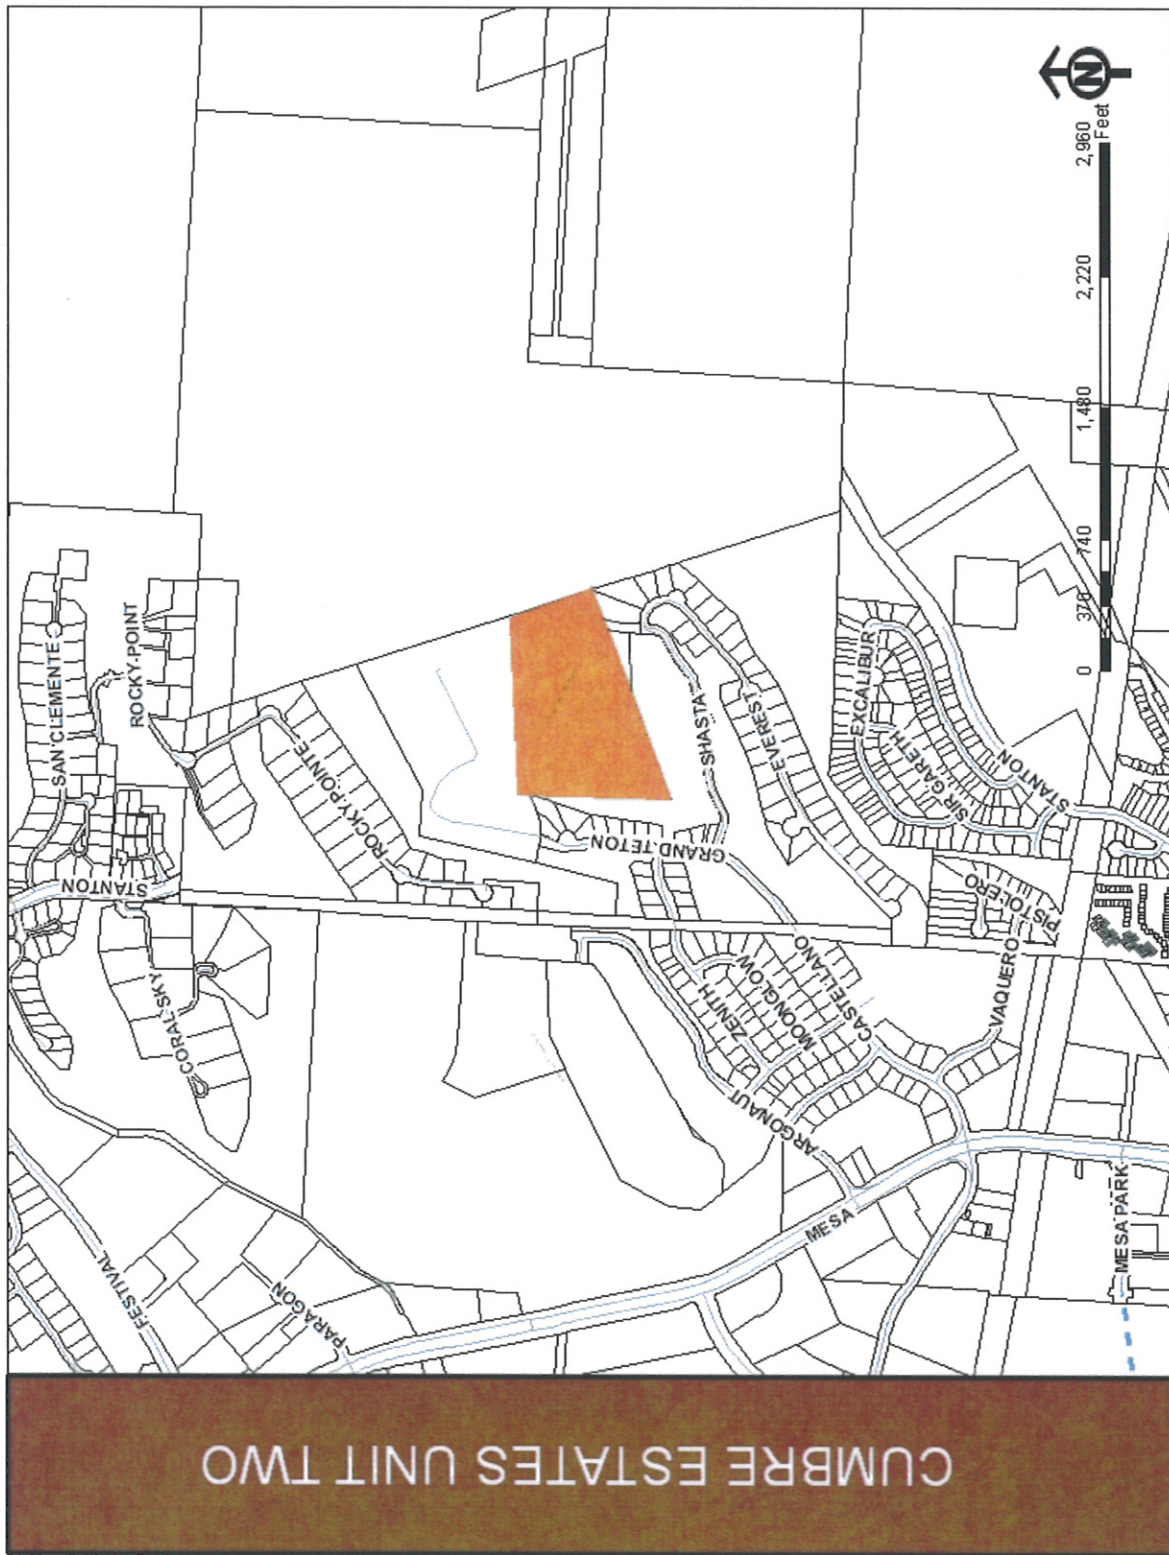 CUMBRE ESTATES UNIT TWO
FESTIVAL
PARAGON
MESA
MESA PARK
CORAL SKY
STANTON
SAN CLEMENTE
ROCKY POINT
ROCKY POINTE
ARGONAUT
ZENITH
MOONGLOW
CASTELLANO
GRAND TETON
SHASTA
EVEREST
VAQUERO
PISTOLERO
EXCALIBUR
SIR GARETH
STANTON
0 370 740 1,480 2,220 2,960
Feet
N